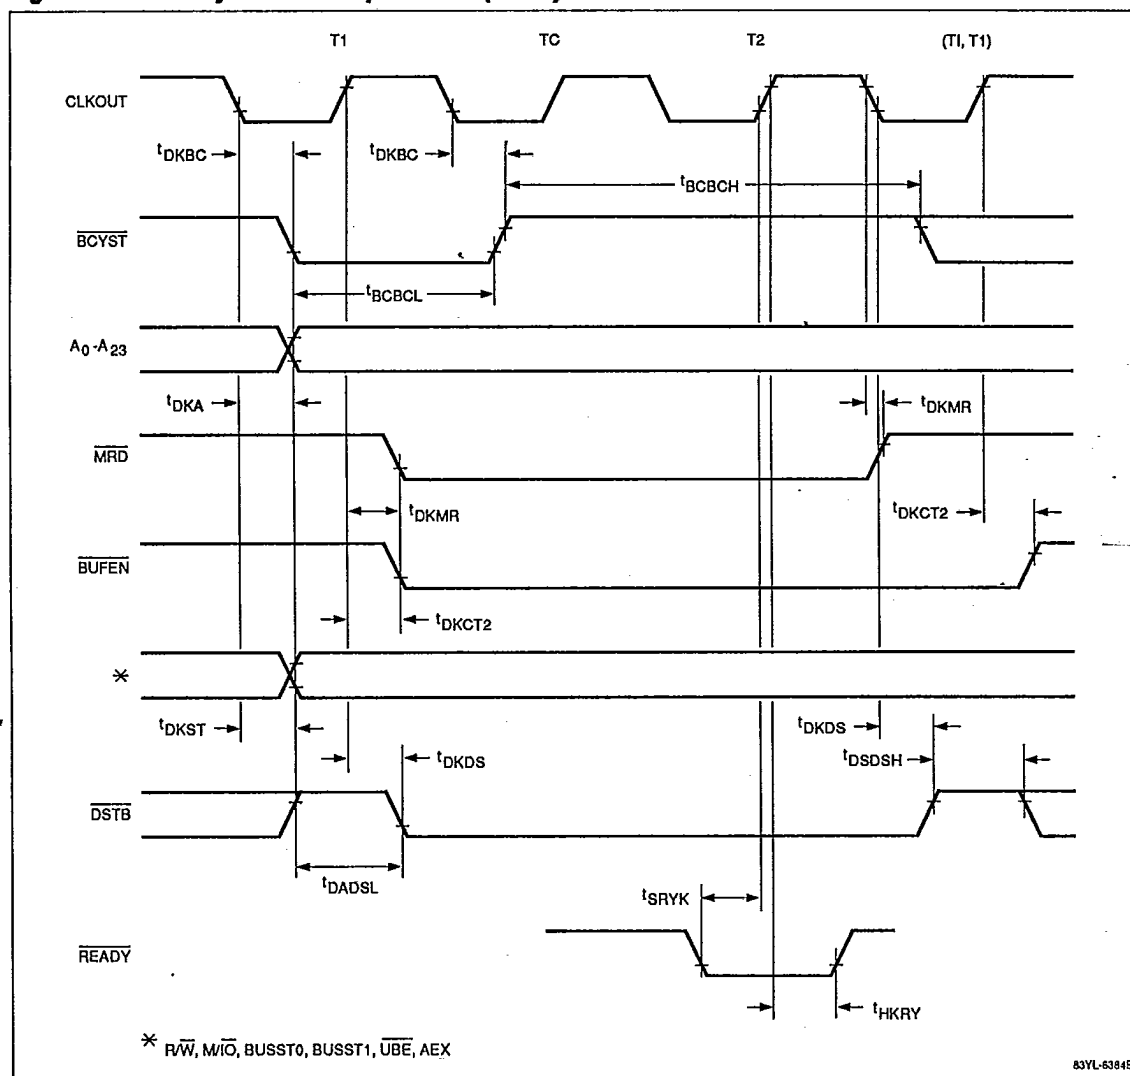 T1 TC T2 (TI, T1)
CLKOUT
tDKBC tDKBC
tBCBCH
BCYST
tBCBCL
A0-A23
tDKA tDKMR
MRD
tDKMR tDKCT2
BUFEN
tDKCT2
*
tDKST tDKDS tDKDS
tDSDSH
DSTB
tDADSL
tSRYK
READY
tHKRY
* R/W, M/IO, BUSST0, BUSST1, UBE, AEX
83YL-6384B